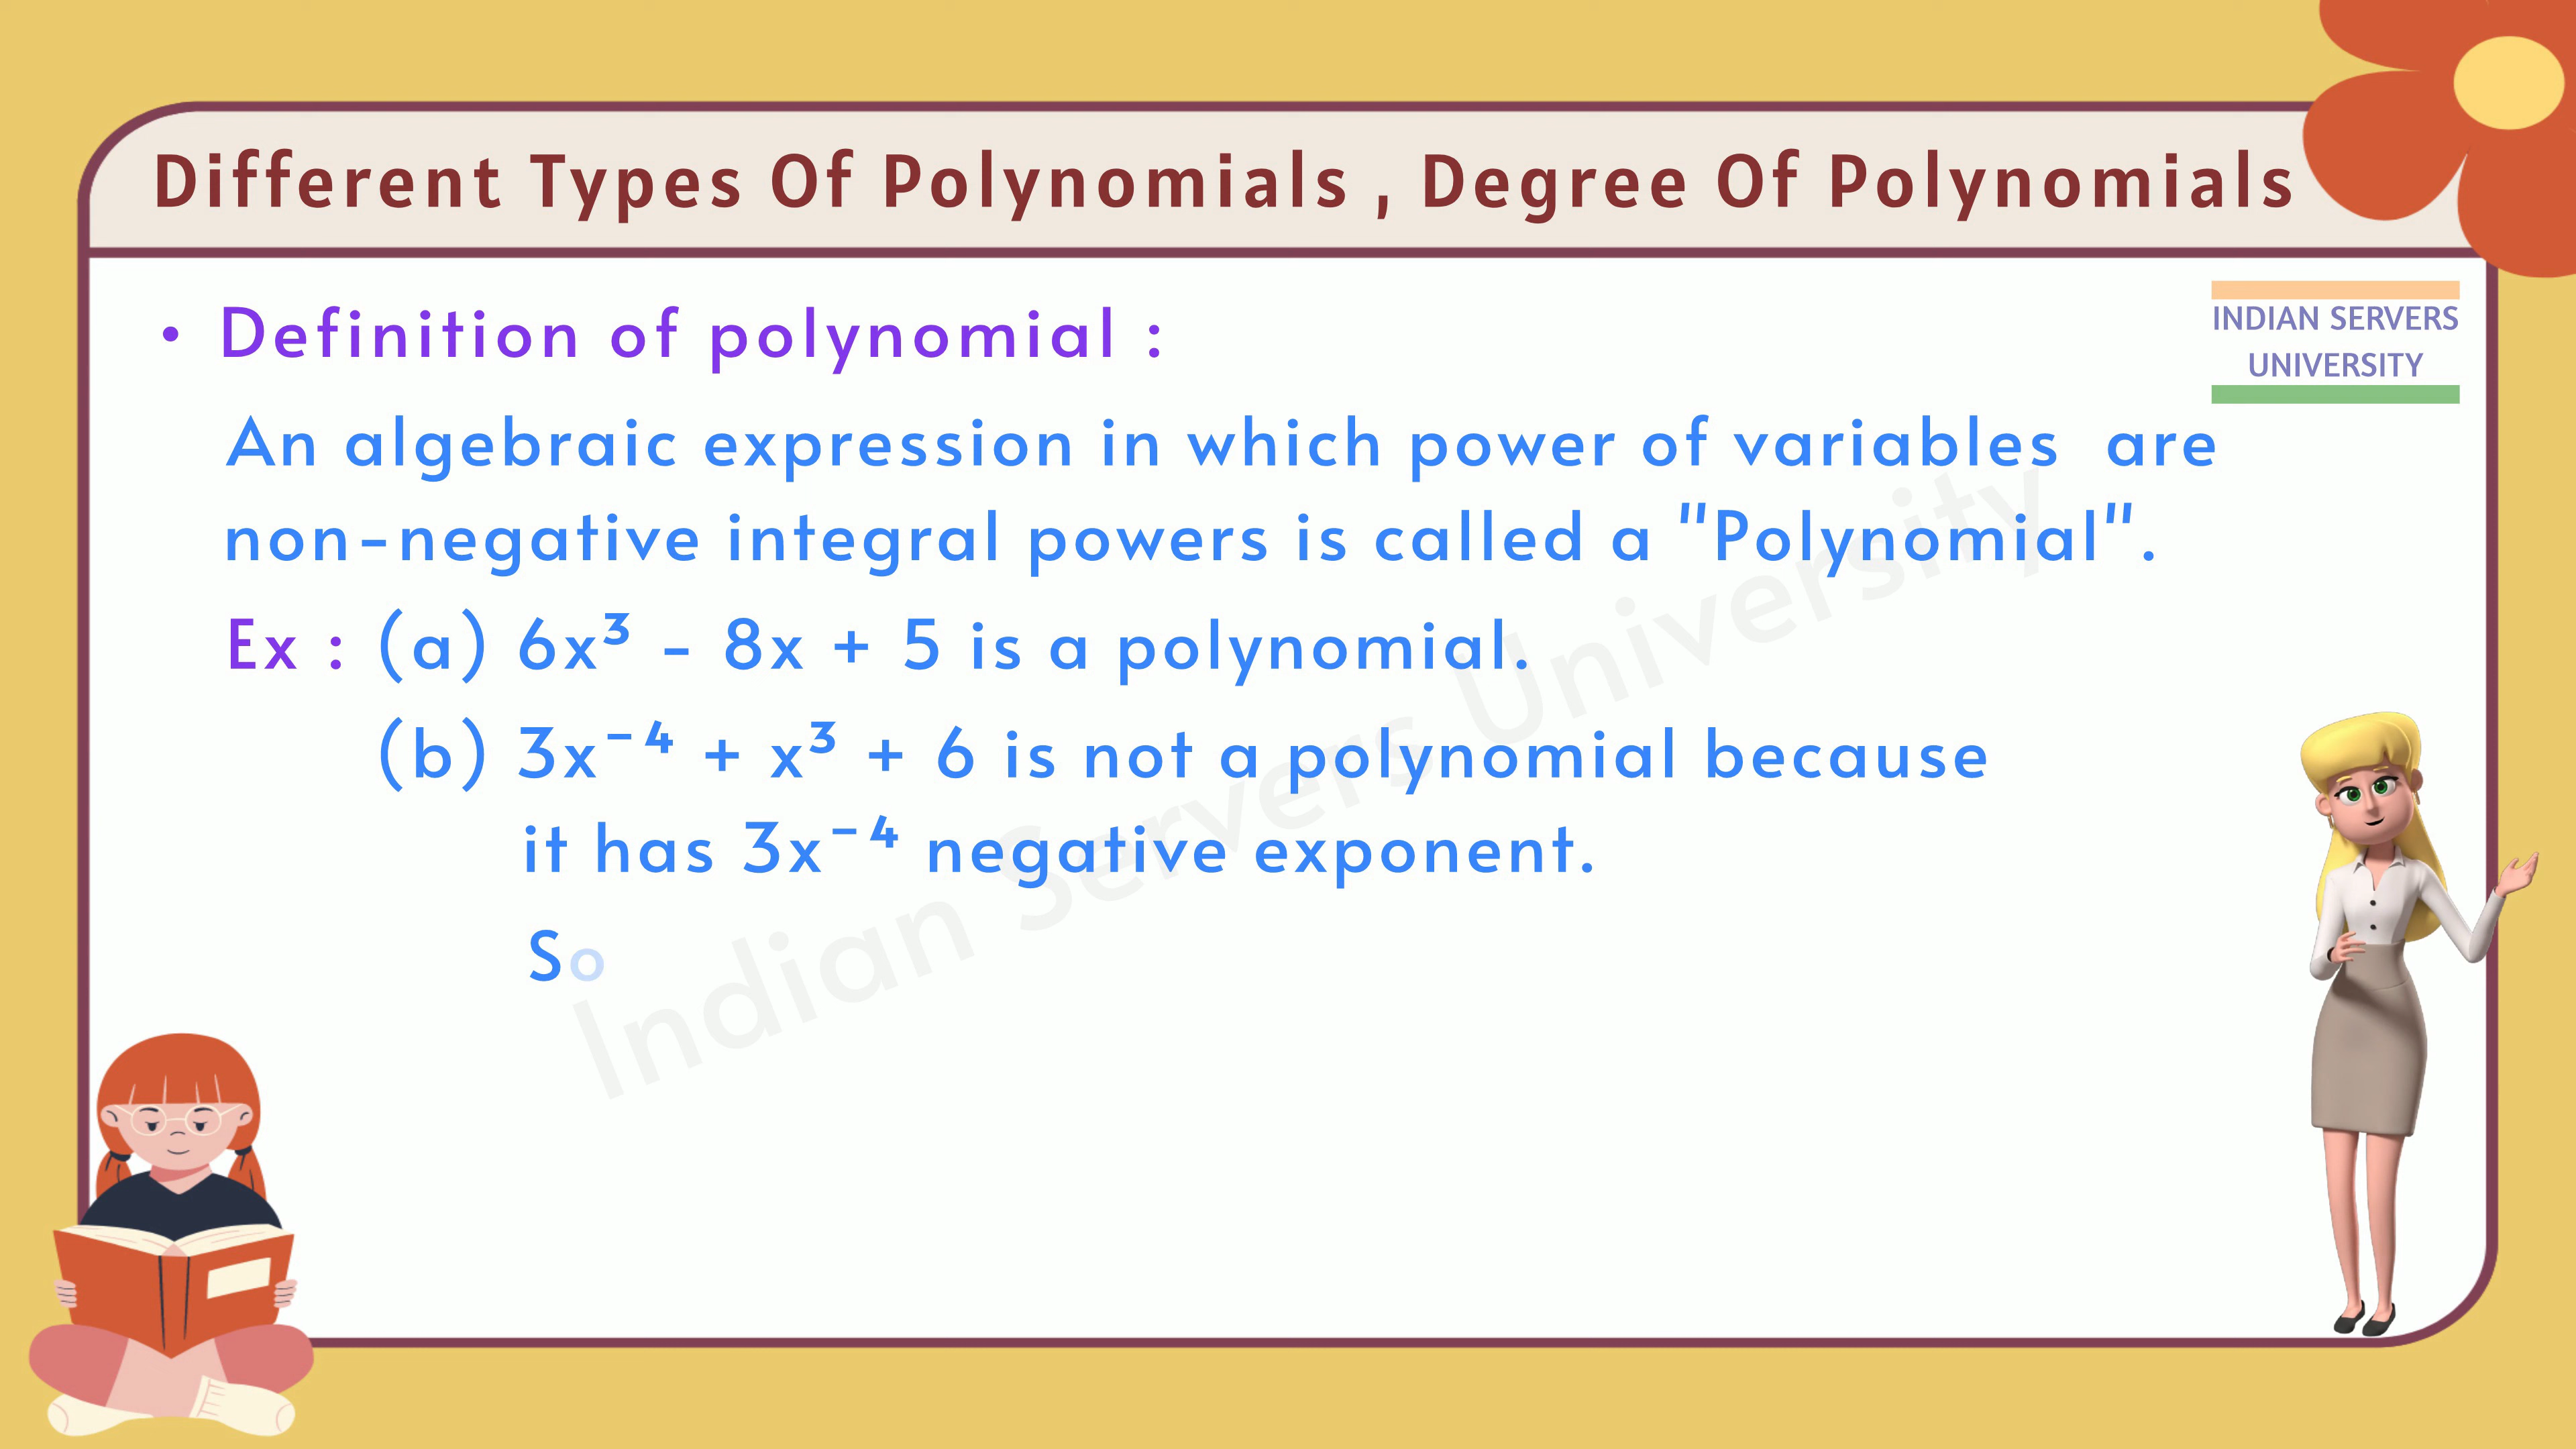 Different Types Of Polynomials , Degree Of Polynomials
INDIAN SERVERS
UNIVERSITY
• Definition of polynomial :
An algebraic expression in which power of variables are
non-negative integral powers is called a "Polynomial".
Ex : (a) 6x³ - 8x + 5 is a polynomial.
(b) 3x⁻⁴ + x³ + 6 is not a polynomial because
it has 3x⁻⁴ negative exponent.
So
Indian Servers University